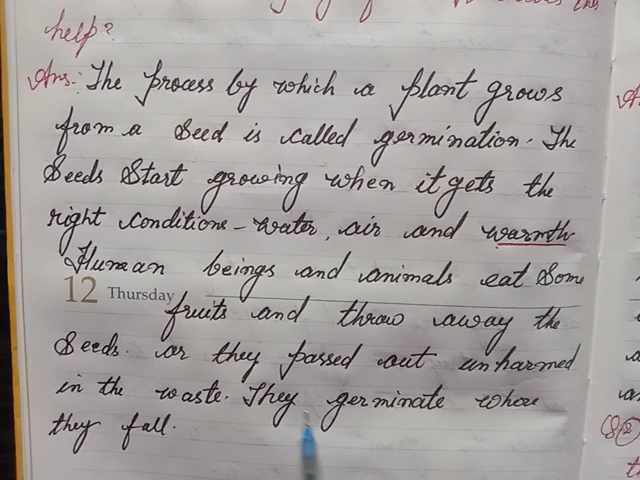 help?
Ans:- The process by which a plant grows
from a seed is called germination. The
Seeds Start growing when it gets the
right conditions - water, air and warmth
Human beings and animals eat some
12 Thursday
fruits and throw away the
seeds. or they passed out unharmed
in the waste. They germinate where
they fall.